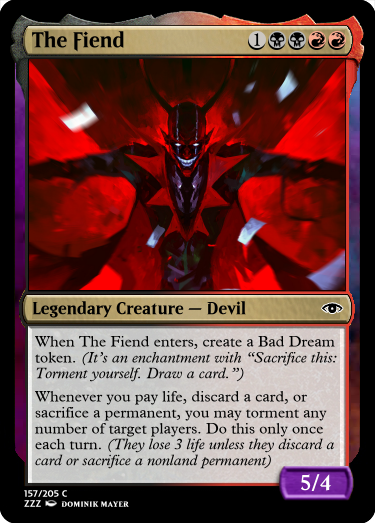 The Fiend 1
Legendary Creature — Devil
When The Fiend enters, create a Bad Dream
token. (It's an enchantment with “Sacrifice this:
Torment yourself. Draw a card.”)
Whenever you pay life, discard a card, or
sacrifice a permanent, you may torment any
number of target players. Do this only once
each turn. (They lose 3 life unless they discard a
card or sacrifice a nonland permanent)
5/4
157/205 C
ZZZ DOMINIK MAYER